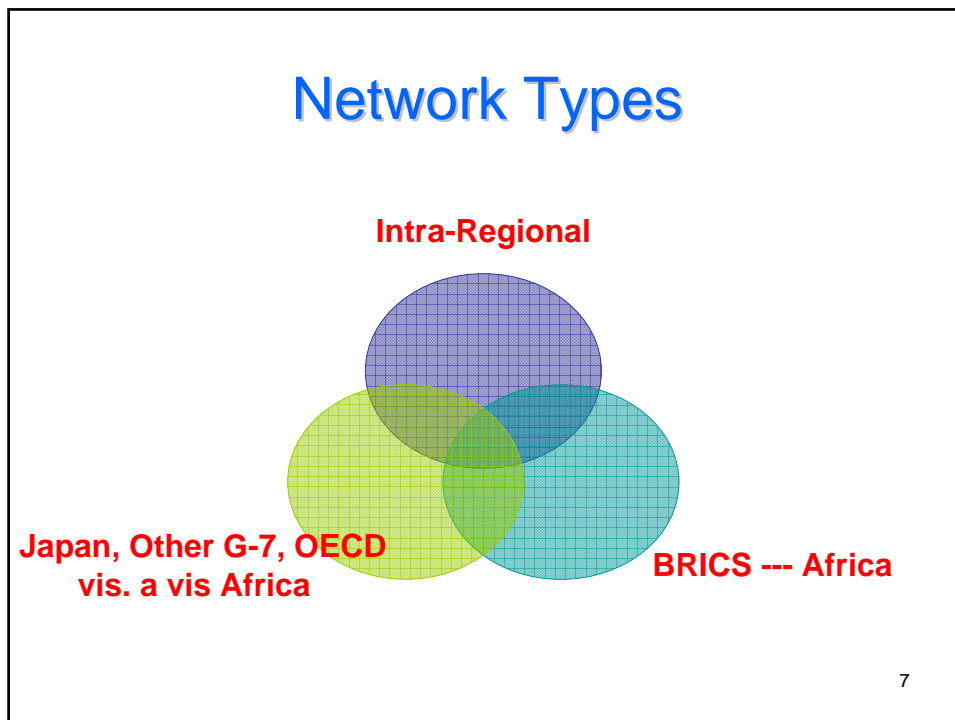 Network Types
Intra-Regional
Japan, Other G-7, OECD
vis. a vis Africa
BRICS --- Africa
7